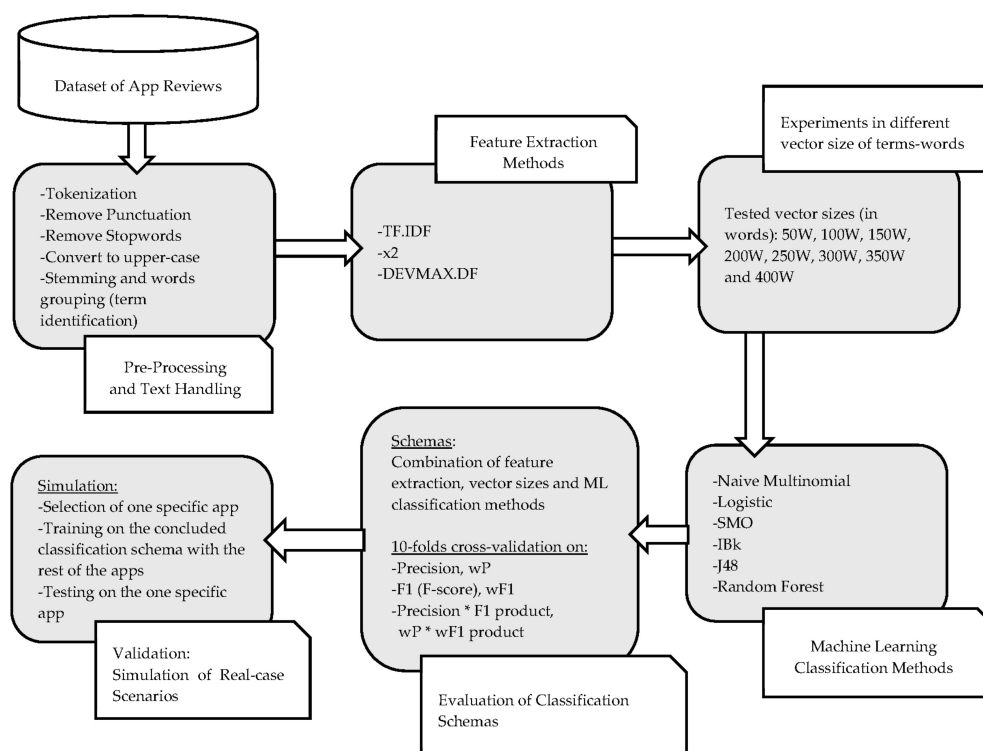 Dataset of App Reviews
-Tokenization
-Remove Punctuation
-Remove Stopwords
-Convert to upper-case
-Stemming and words
grouping (term
identification)
Pre-Processing
and Text Handling
Feature Extraction
Methods
-TF.IDF
-x2
-DEVMAX.DF
Experiments in different
vector size of terms-words
Tested vector sizes (in
words): 50W, 100W, 150W,
200W, 250W, 300W, 350W
and 400W
-Naive Multinomial
-Logistic
-SMO
-IBk
-J48
-Random Forest
Machine Learning
Classification Methods
Schemas:
Combination of feature
extraction, vector sizes and ML
classification methods
10-folds cross-validation on:
-Precision, wP
-F1 (F-score), wF1
-Precision * F1 product,
wP * wF1 product
Evaluation of Classification
Schemas
Simulation:
-Selection of one specific app
-Training on the concluded
classification schema with the
rest of the apps
-Testing on the one specific
app
Validation:
Simulation of Real-case
Scenarios